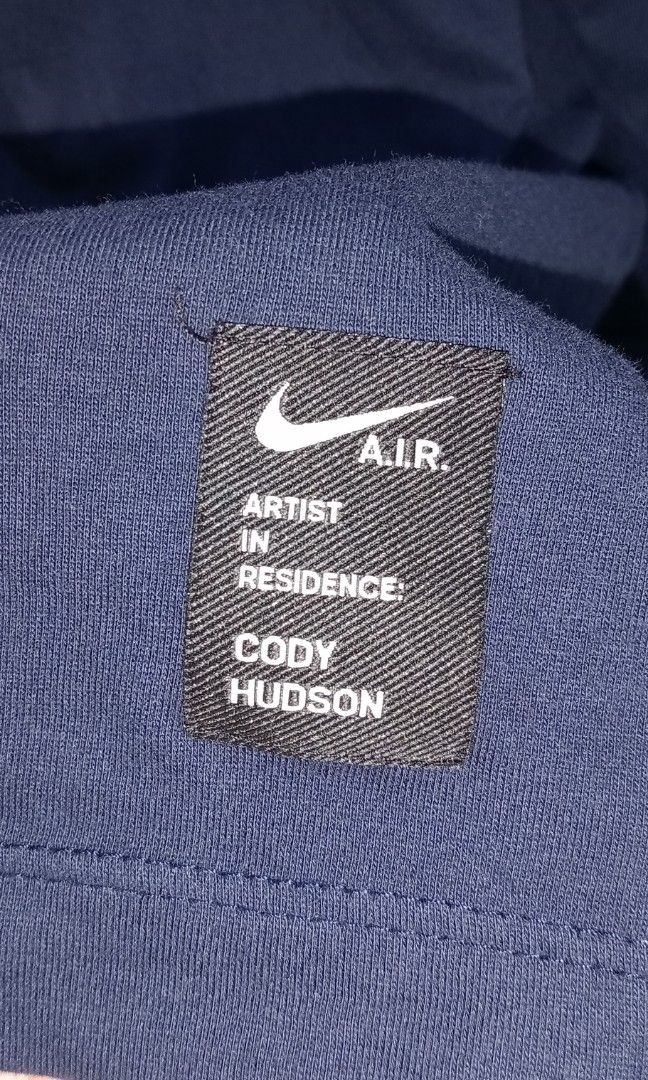 A.I.R.
ARTIST
IN
RESIDENCE:
CODY
HUDSON